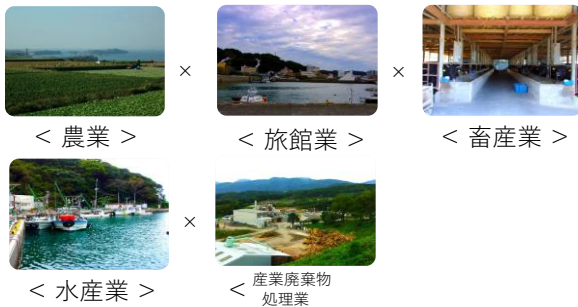 × ×
< 農業 > < 旅館業 > < 畜産業 >
×
< 水産業 > < 産業廃棄物
処理業